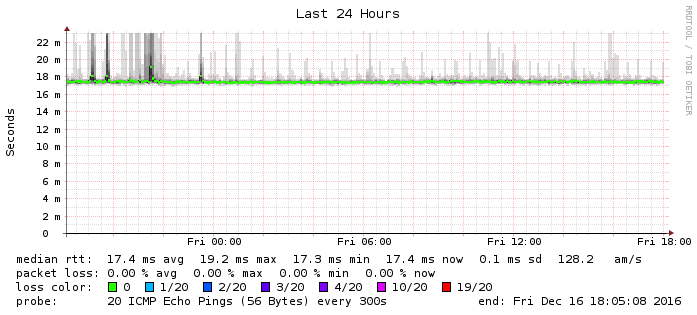 Last 24 Hours
RRDTOOL / TOBI OETIKER
Seconds
22 m
20 m
18 m
16 m
14 m
12 m
10 m
8 m
6 m
4 m
2 m
0
Fri 00:00 Fri 06:00 Fri 12:00 Fri 18:00
median rtt: 17.4 ms avg 19.2 ms max 17.3 ms min 17.4 ms now 0.1 ms sd 128.2 am/s
packet loss: 0.00 % avg 0.00 % max 0.00 % min 0.00 % now
loss color: 0 1/20 2/20 3/20 4/20 10/20 19/20
probe: 20 ICMP Echo Pings (56 Bytes) every 300s end: Fri Dec 16 18:05:08 2016